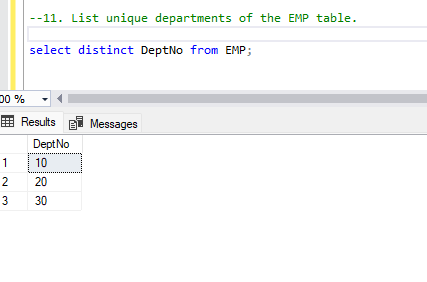 --11. List unique departments of the EMP table.
select distinct DeptNo from EMP;
00 %
Results Messages
DeptNo
1 10
2 20
3 30